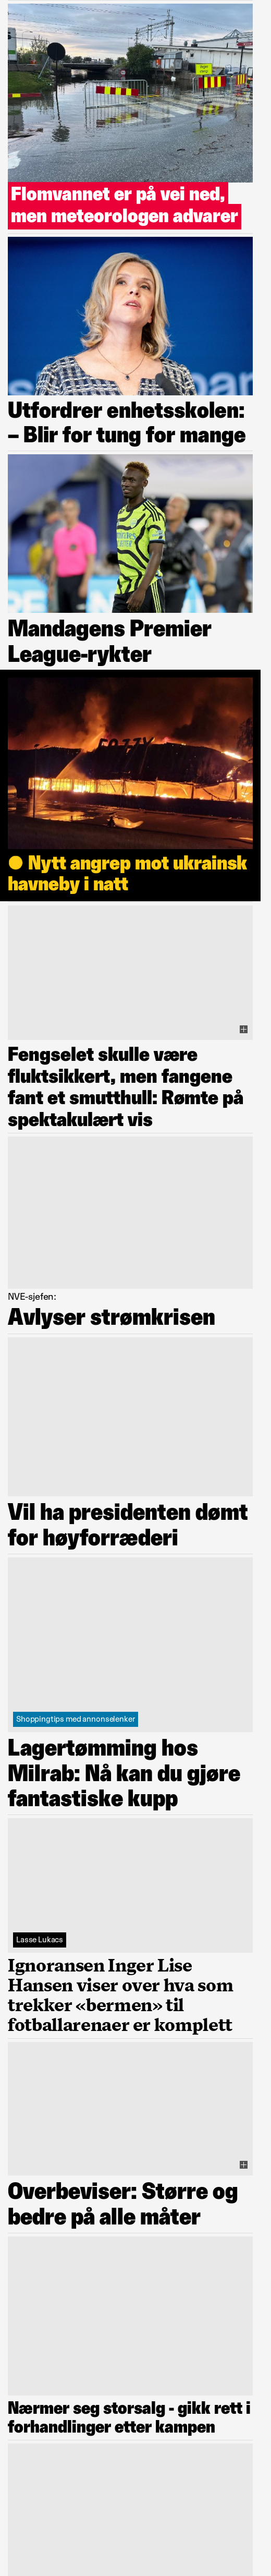 Flomvannet er på vei ned,
men meteorologen advarer
Utfordrer enhetsskolen:
– Blir for tung for mange
Mandagens Premier
League-rykter
Nytt angrep mot ukrainsk
havneby i natt
Fengselet skulle være
fluktsikkert, men fangene
fant et smutthull: Rømte på
spektakulært vis
NVE-sjefen:
Avlyser strømkrisen
Vil ha presidenten dømt
for høyforræderi
Shoppingtips med annonselenker
Lagertømming hos
Milrab: Nå kan du gjøre
fantastiske kupp
Lasse Lukacs
Ignoransen Inger Lise
Hansen viser over hva som
trekker «bermen» til
fotballarenaer er komplett
Overbeviser: Større og
bedre på alle måter
Nærmer seg storsalg - gikk rett i
forhandlinger etter kampen